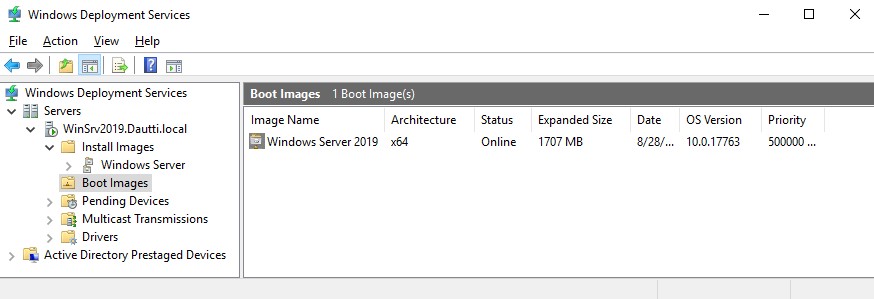 Windows Deployment Services
File Action View Help
Windows Deployment Services
Servers
WinSrv2019.Dautti.local
Install Images
Windows Server
Boot Images
Pending Devices
Multicast Transmissions
Drivers
Active Directory Prestaged Devices
Boot Images 1 Boot Image(s)
Image Name Architecture Status Expanded Size Date OS Version Priority
Windows Server 2019 x64 Online 1707 MB 8/28/... 10.0.17763 500000 ...